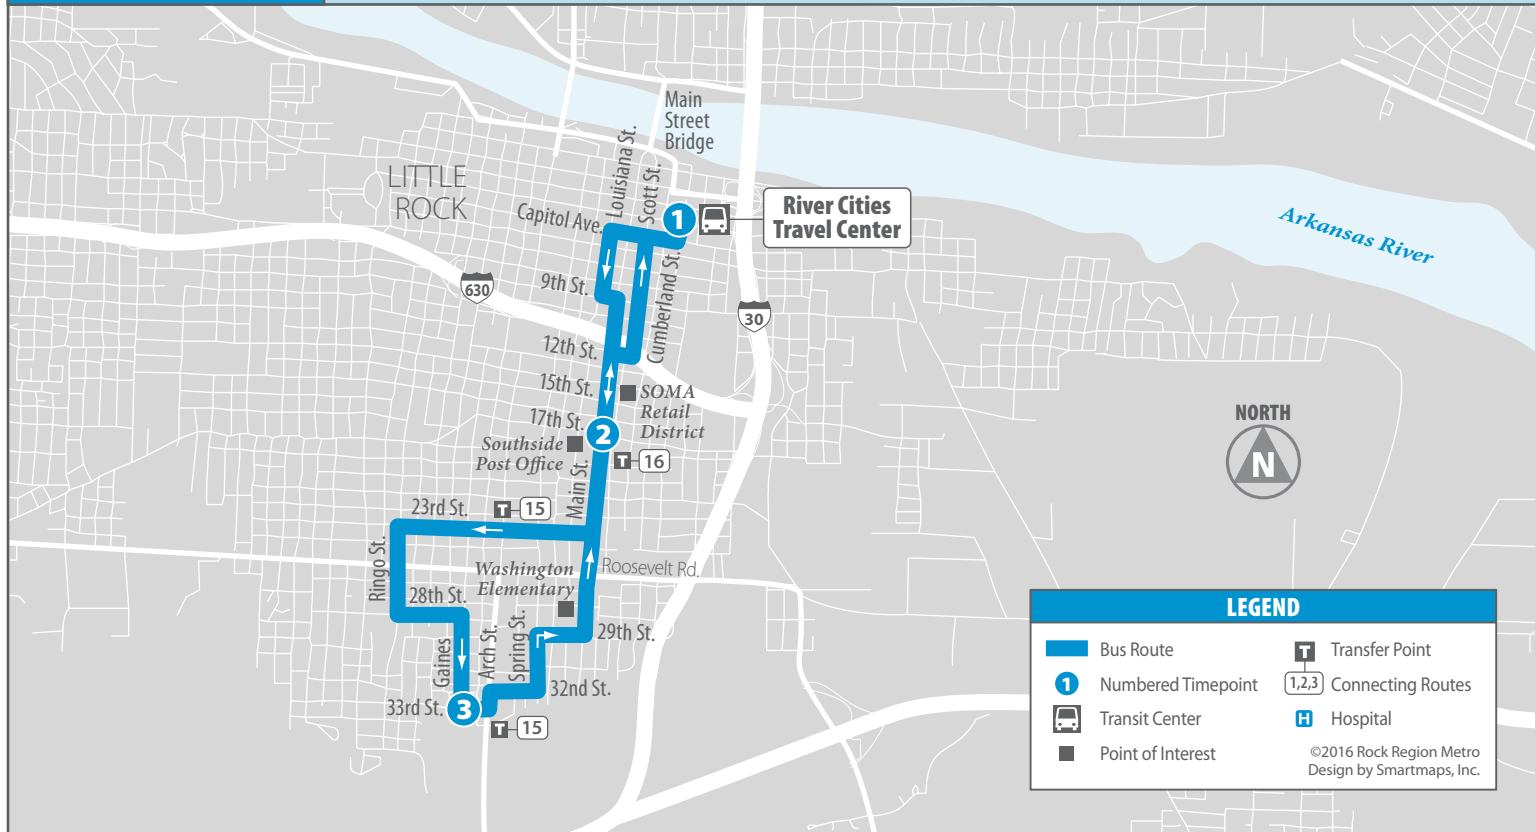 Main
Street
Bridge
Louisiana St.
Scott St.
LITTLE
ROCK
Capitol Ave.
1
River Cities
Travel Center
Arkansas River
9th St.
630
Cumberland St.
30
12th St.
15th St.
SOMA
Retail
District
17th St.
2
Southside
Post Office
T 16
Main St.
NORTH
N
23rd St.
T 15
Ringo St.
Washington
Elementary
Roosevelt Rd.
28th St.
Gaines
Arch St.
Spring St.
29th St.
32nd St.
33rd St.
3
T 15
LEGEND
Bus Route
1 Numbered Timepoint
Transit Center
Point of Interest
T Transfer Point
1,2,3 Connecting Routes
H Hospital
©2016 Rock Region Metro
Design by Smartmaps, Inc.